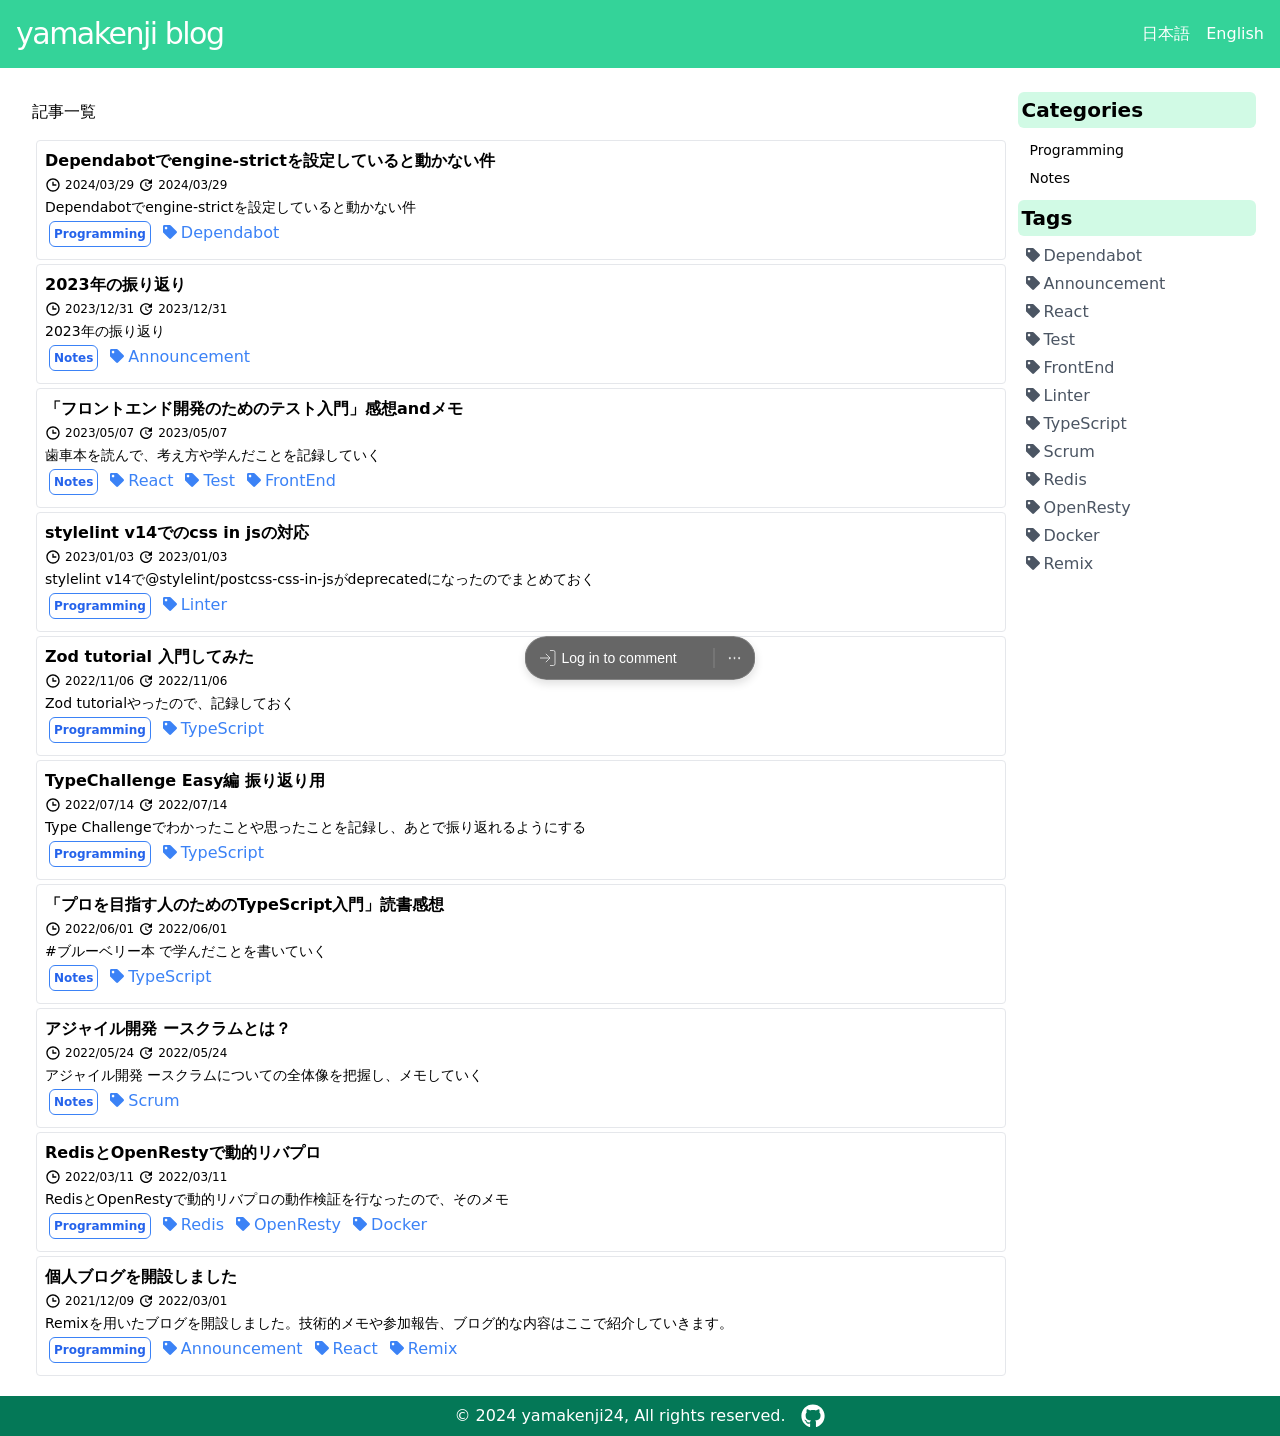 yamakenji blog
日本語 English
記事一覧
Dependabotでengine-strictを設定していると動かない件
2024/03/29 2024/03/29
Dependabotでengine-strictを設定していると動かない件
Programming Dependabot
2023年の振り返り
2023/12/31 2023/12/31
2023年の振り返り
Notes Announcement
「フロントエンド開発のためのテスト入門」感想andメモ
2023/05/07 2023/05/07
歯車本を読んで、考え方や学んだことを記録していく
Notes React Test FrontEnd
stylelint v14でのcss in jsの対応
2023/01/03 2023/01/03
stylelint v14で@stylelint/postcss-css-in-jsがdeprecatedになったのでまとめておく
Programming Linter
Zod tutorial 入門してみた
2022/11/06 2022/11/06
Zod tutorialやったので、記録しておく
Programming TypeScript
Log in to comment
TypeChallenge Easy編 振り返り用
2022/07/14 2022/07/14
Type Challengeでわかったことや思ったことを記録し、あとで振り返れるようにする
Programming TypeScript
「プロを目指す人のためのTypeScript入門」読書感想
2022/06/01 2022/06/01
#ブルーベリー本 で学んだことを書いていく
Notes TypeScript
アジャイル開発 ースクラムとは？
2022/05/24 2022/05/24
アジャイル開発 ースクラムについての全体像を把握し、メモしていく
Notes Scrum
RedisとOpenRestyで動的リバプロ
2022/03/11 2022/03/11
RedisとOpenRestyで動的リバプロの動作検証を行なったので、そのメモ
Programming Redis OpenResty Docker
個人ブログを開設しました
2021/12/09 2022/03/01
Remixを用いたブログを開設しました。技術的メモや参加報告、ブログ的な内容はここで紹介していきます。
Programming Announcement React Remix
Categories
Programming
Notes
Tags
Dependabot
Announcement
React
Test
FrontEnd
Linter
TypeScript
Scrum
Redis
OpenResty
Docker
Remix
© 2024 yamakenji24, All rights reserved.